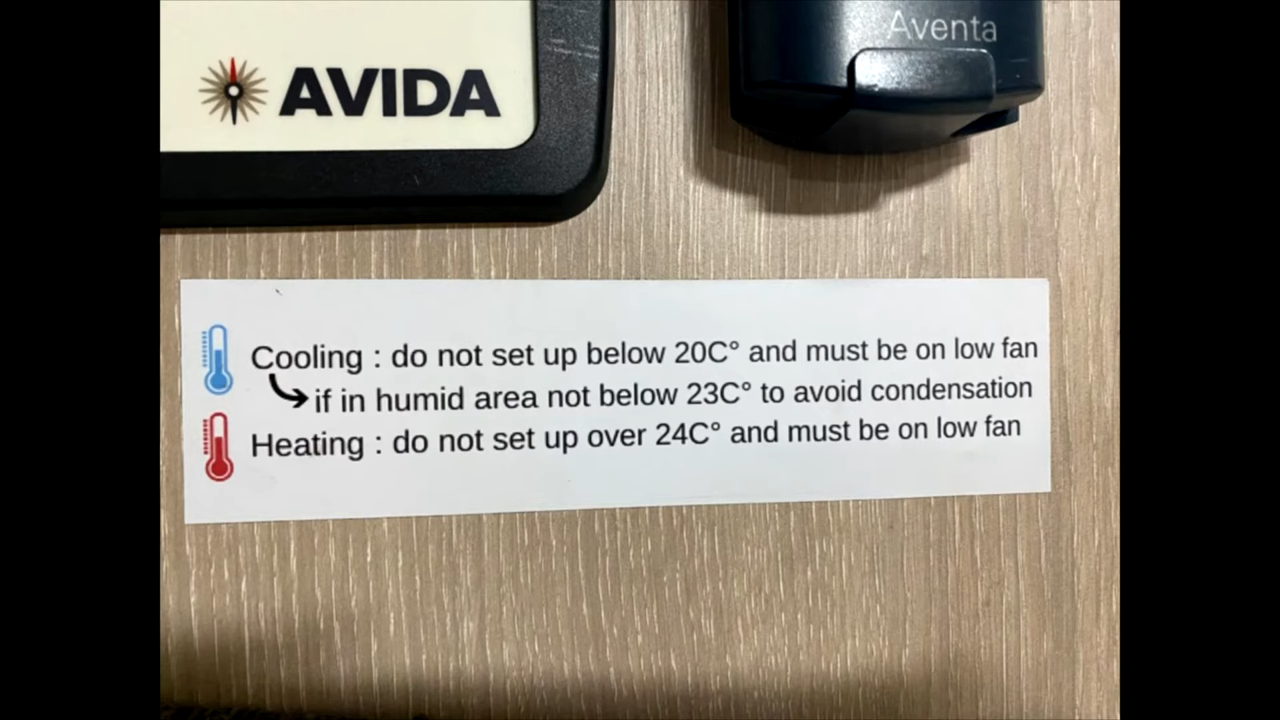 AVIDA
Aventa
Cooling : do not set up below 20C° and must be on low fan
if in humid area not below 23C° to avoid condensation
Heating : do not set up over 24C° and must be on low fan